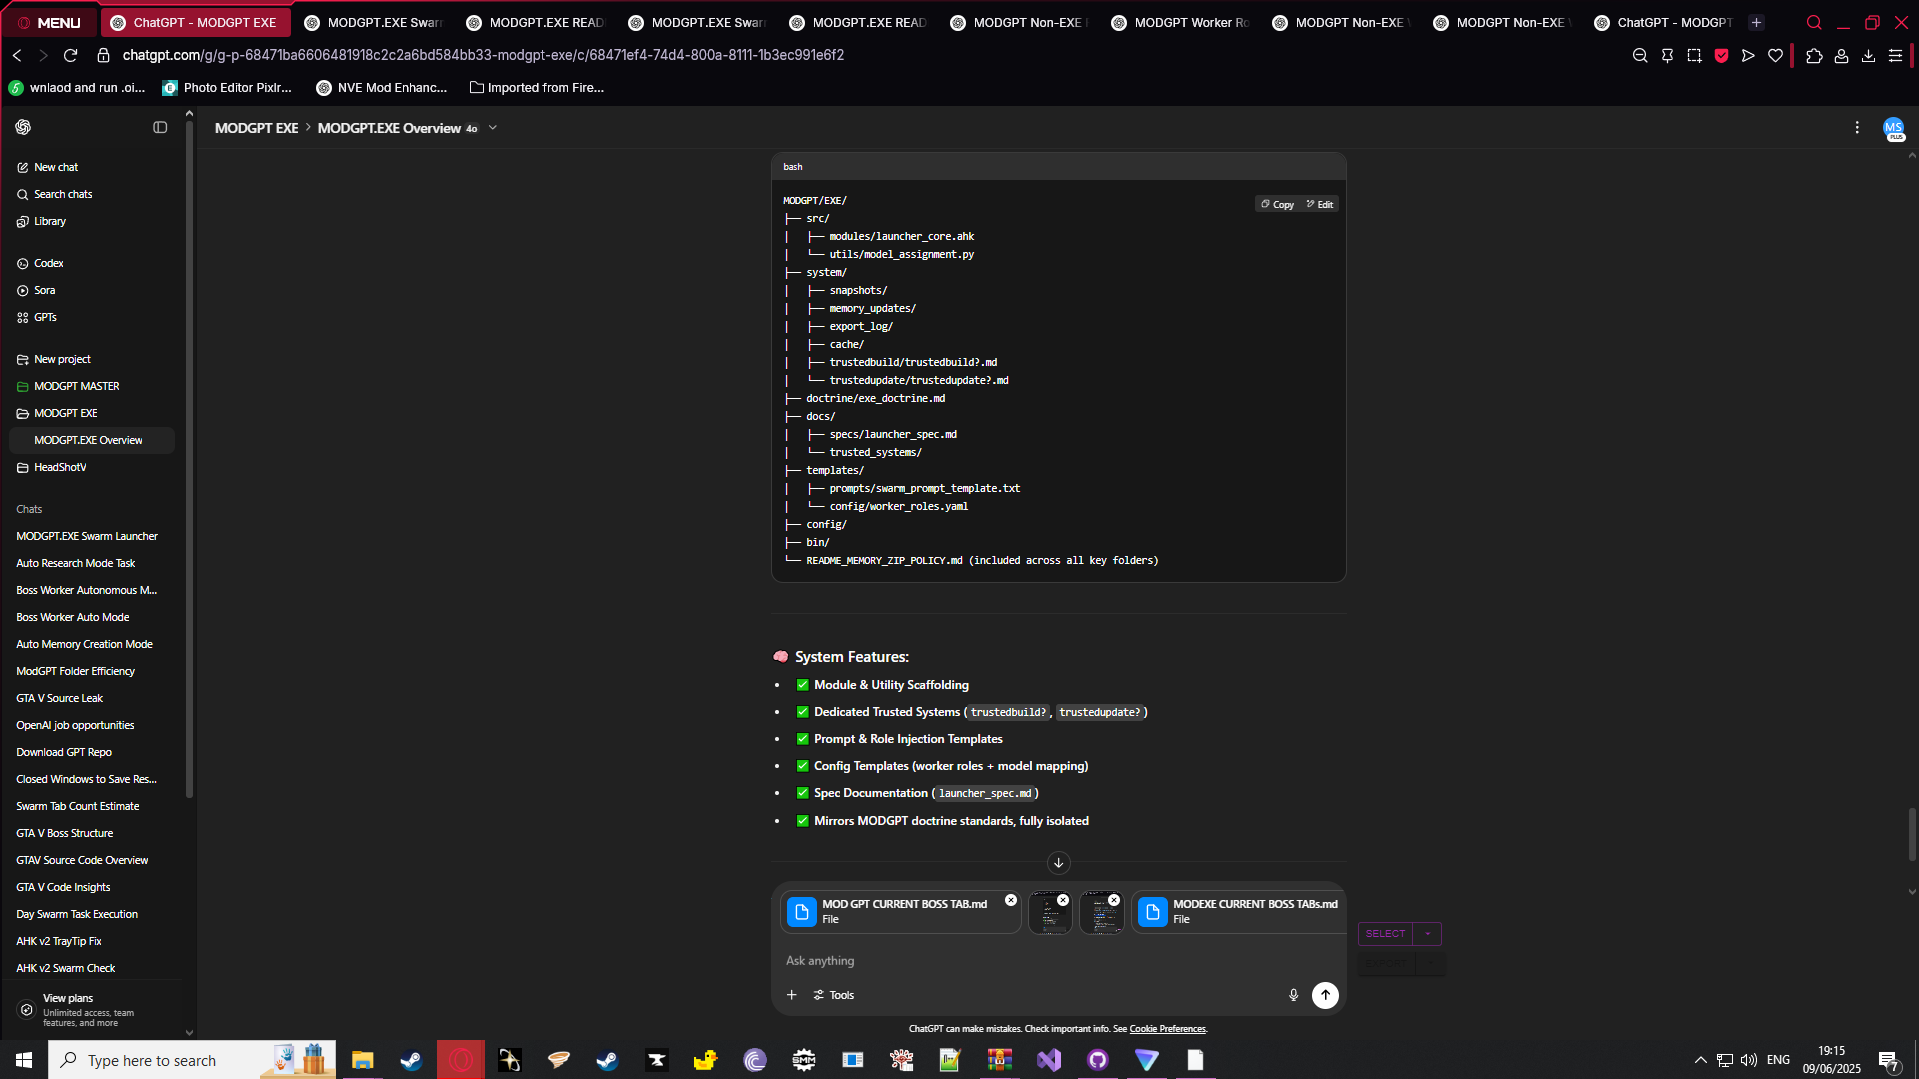 MENU
ChatGPT - MODGPT EXE
MODGPT.EXE Swarm
MODGPT.EXE READ
MODGPT.EXE Swarm
MODGPT.EXE READ
MODGPT Non-EXE
MODGPT Worker Ro
MODGPT Non-EXE
MODGPT Non-EXE
ChatGPT - MODGPT
chatgpt.com/g/g-p-68471ba6606481918c2c2a6bd584bb33-modgpt-exe/c/68471ef4-74d4-800a-8111-1b3ec991e6f2
wnlaod and run .oi...
Photo Editor Pixlr...
NVE Mod Enhanc...
Imported from Fire...
MODGPT EXE > MODGPT.EXE Overview 4o
MS
PLUS
New chat
Search chats
Library
Codex
Sora
GPTs
New project
MODGPT MASTER
MODGPT EXE
MODGPT.EXE Overview
HeadShotV
Chats
MODGPT.EXE Swarm Launcher
Auto Research Mode Task
Boss Worker Autonomous M...
Boss Worker Auto Mode
Auto Memory Creation Mode
ModGPT Folder Efficiency
GTA V Source Leak
OpenAI job opportunities
Download GPT Repo
Closed Windows to Save Res...
Swarm Tab Count Estimate
GTA V Boss Structure
GTAV Source Code Overview
GTA V Code Insights
Day Swarm Task Execution
AHK v2 TrayTip Fix
AHK v2 Swarm Check
View plans
Unlimited access, team
features, and more
bash
Copy
Edit
MODGPT/EXE/
├── src/
│   ├── modules/launcher_core.ahk
│   └── utils/model_assignment.py
├── system/
│   ├── snapshots/
│   ├── memory_updates/
│   ├── export_log/
│   ├── cache/
│   ├── trustedbuild/trustedbuild?.md
│   └── trustedupdate/trustedupdate?.md
├── doctrine/exe_doctrine.md
├── docs/
│   ├── specs/launcher_spec.md
│   └── trusted_systems/
├── templates/
│   ├── prompts/swarm_prompt_template.txt
│   └── config/worker_roles.yaml
├── config/
├── bin/
└── README_MEMORY_ZIP_POLICY.md (included across all key folders)
🧠 System Features:
• ✅ Module & Utility Scaffolding
• ✅ Dedicated Trusted Systems (trustedbuild?, trustedupdate?)
• ✅ Prompt & Role Injection Templates
• ✅ Config Templates (worker roles + model mapping)
• ✅ Spec Documentation (launcher_spec.md)
• ✅ Mirrors MODGPT doctrine standards, fully isolated
MOD GPT CURRENT BOSS TAB.md
File
MODEXE CURRENT BOSS TABs.md
File
SELECT
EXPORT
Ask anything
Tools
ChatGPT can make mistakes. Check important info. See Cookie Preferences.
Type here to search
ENG
19:15
09/06/2025
7